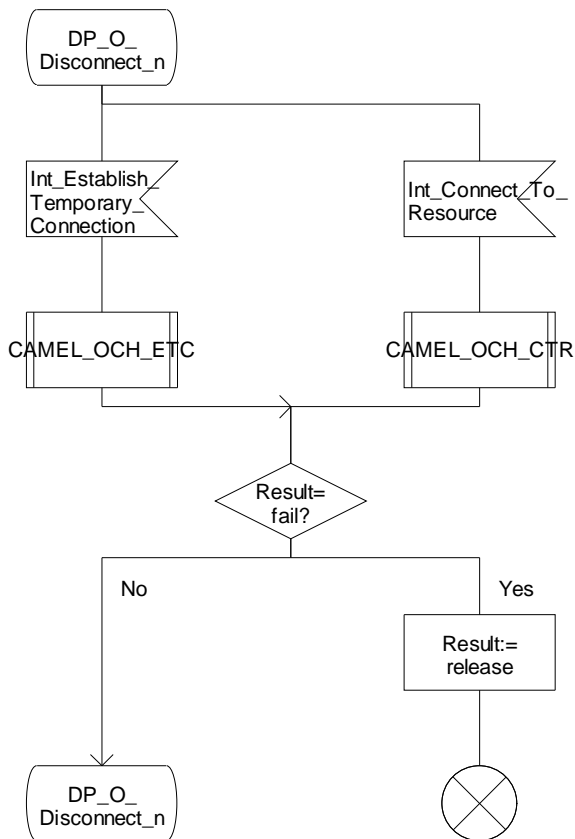 DP_O_
Disconnect_n
Int_Establish_
Temporary_
Connection
Int_Connect_To_
Resource
CAMEL_OCH_ETC
CAMEL_OCH_CTR
Result=
fail?
No
Yes
Result:=
release
DP_O_
Disconnect_n